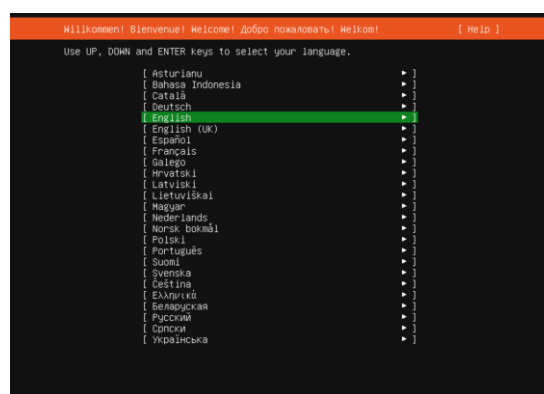 Willkommen! Bienvenue! Welcome! Добро пожаловать! Welkom! [ Help ]
Use UP, DOWN and ENTER keys to select your language.
[ Asturianu ► ]
[ Bahasa Indonesia ► ]
[ Català ► ]
[ Deutsch ► ]
[ English ► ]
[ English (UK) ► ]
[ Español ► ]
[ Français ► ]
[ Galego ► ]
[ Hrvatski ► ]
[ Latviski ► ]
[ Lietuviškai ► ]
[ Magyar ► ]
[ Nederlands ► ]
[ Norsk bokmål ► ]
[ Polski ► ]
[ Português ► ]
[ Suomi ► ]
[ Svenska ► ]
[ Čeština ► ]
[ Ελληνικά ► ]
[ Беларуская ► ]
[ Русский ► ]
[ Српски ► ]
[ Українська ► ]